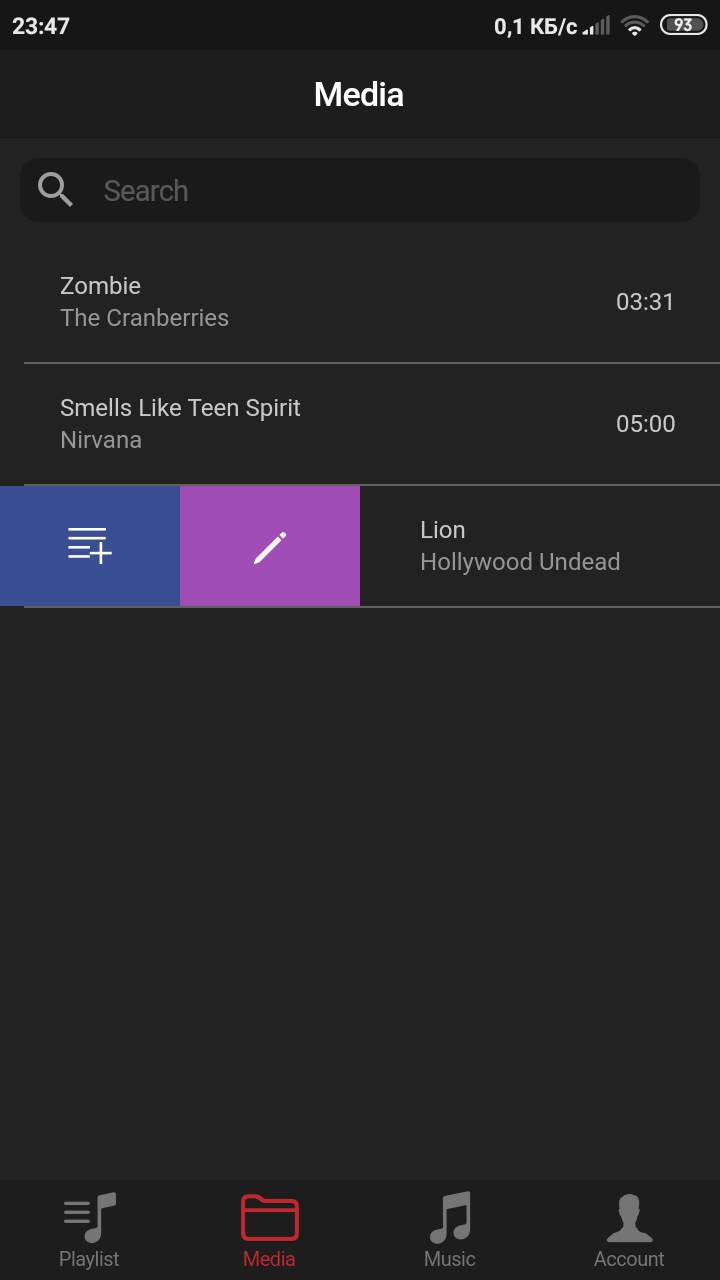 23:47 0,1 КБ/с 93
Media
Search
Zombie
The Cranberries
03:31
Smells Like Teen Spirit
Nirvana
05:00
Lion
Hollywood Undead
Playlist Media Music Account